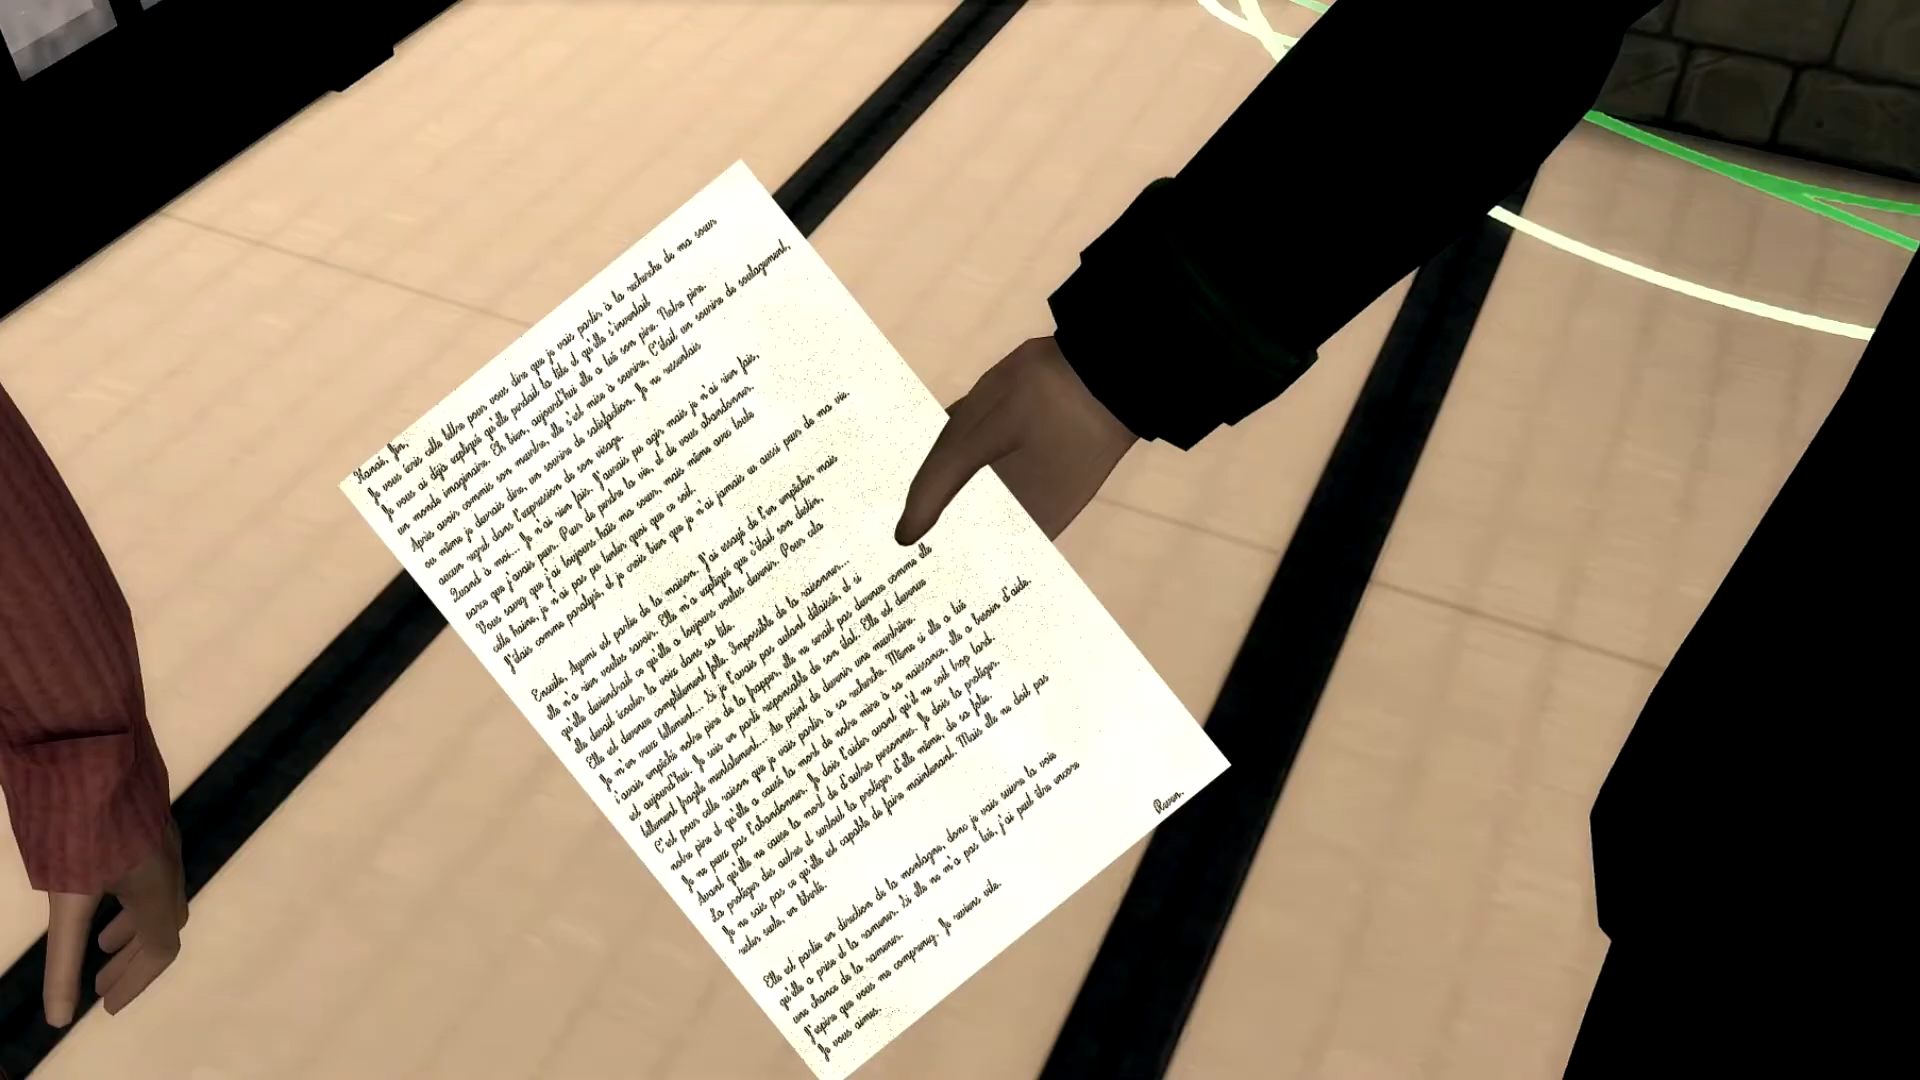 Kanaé, Jin,
Je vous écris cette lettre pour vous dire que je vais partir à la recherche de ma sœur
Je vous ai déjà expliqué qu'elle perdait la tête et qu'elle s'inventait
un monde imaginaire. Eh bien, aujourd'hui elle a tué son père. Notre père.
Après avoir commis son meurtre, elle s'est mise à sourire. C'était un sourire de soulagement,
ou même je devrais dire, un sourire de satisfaction. Je ne ressentais
aucun regret dans l'expression de son visage.
Quand à moi... Je n'ai rien fait. J'aurais pu agir mais je n'ai rien fait,
parce que j'avais peur. Peur de perdre la vie, et de vous abandonner.
Vous savez que j'ai toujours haïs ma sœur, mais même avec toute
cette haine, je n'ai pas pu tenter quoi que ce soit.
J'étais comme paralysé, et je crois bien que je n'ai jamais eu aussi peur de ma vie.
Ensuite, Ayumi est partie de la maison. J'ai essayé de l'en empêcher mais
elle n'a rien voulu savoir. Elle m'a expliqué que c'était son destin,
qu'elle deviendrait ce qu'elle a toujours voulu devenir. Pour cela
elle devait écouter la voix dans sa tête.
Elle est devenue complètement folle. Impossible de la raisonner...
Je m'en veux tellement... Si je l'avais pas autant délaissé, et si
j'avais empêché notre père de la frapper, elle ne serait pas devenue comme elle
est aujourd'hui. Je suis en parti responsable de son état. Elle est devenue
tellement fragile mentalement... Au point de devenir une meurtrière.
C'est pour cette raison que je vais partir à sa recherche. Même si elle a tué
notre père et qu'elle a causé la mort de notre mère à sa naissance, elle a besoin d'aide.
Je ne peux pas l'abandonner. Je dois l'aider avant qu'il ne soit trop tard.
Avant qu'elle ne cause la mort de d'autres personnes. Je dois la protéger.
La protéger des autres et surtout la protéger d'elle même, de sa folie.
Je ne sais pas ce qu'elle est capable de faire maintenant. Mais elle ne doit pas
rester seule, en liberté.
Elle est partie en direction de la montagne, donc je vais suivre la voie
qu'elle a prise et la ramener. Si elle ne m'a pas tué, j'ai peut être encore
une chance de la ramener.
J'espère que vous me comprenez. Je reviens vite.
Je vous aimes.